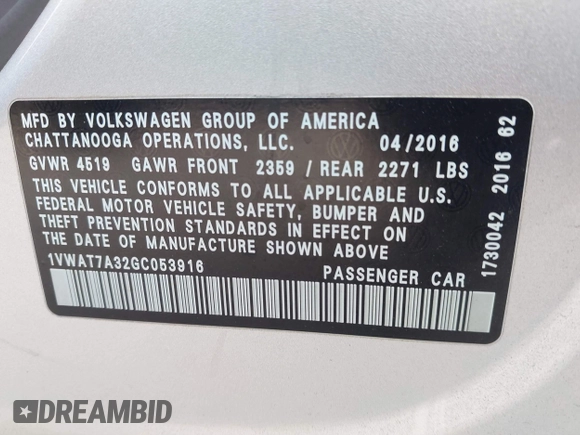 MFD BY VOLKSWAGEN GROUP OF AMERICA
CHATTANOOGA OPERATIONS, LLC. 04/2016
GVWR 4519 GAWR FRONT 2359 / REAR 2271 LBS
THIS VEHICLE CONFORMS TO ALL APPLICABLE U.S.
FEDERAL MOTOR VEHICLE SAFETY, BUMPER AND
THEFT PREVENTION STANDARDS IN EFFECT ON
THE DATE OF MANUFACTURE SHOWN ABOVE
1VWAT7A32GC053916 PASSENGER CAR
1730042 2016 62
DREAMBID